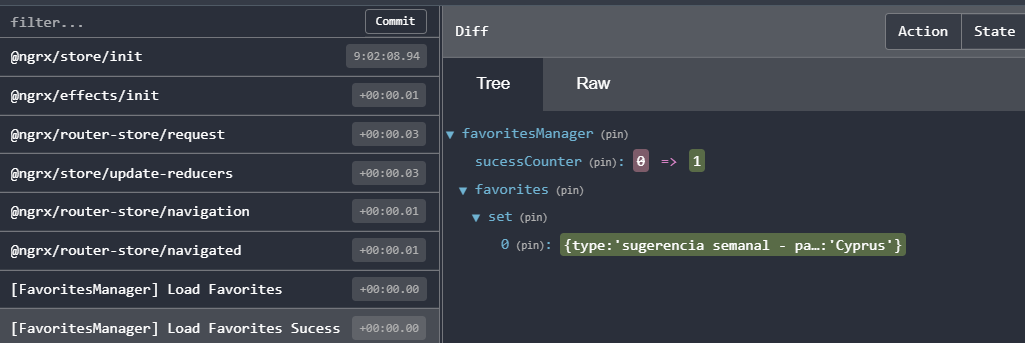 filter... Commit
@ngrx/store/init 9:02:08.94
@ngrx/effects/init +00:00.01
@ngrx/router-store/request +00:00.03
@ngrx/store/update-reducers +00:00.03
@ngrx/router-store/navigation +00:00.01
@ngrx/router-store/navigated +00:00.01
[FavoritesManager] Load Favorites +00:00.00
[FavoritesManager] Load Favorites Sucess +00:00.00
Diff Action State
Tree Raw
favoritesManager (pin)
sucessCounter (pin): 0 => 1
favorites (pin)
set (pin)
0 (pin): {type:'sugerencia semanal - pa…:'Cyprus'}